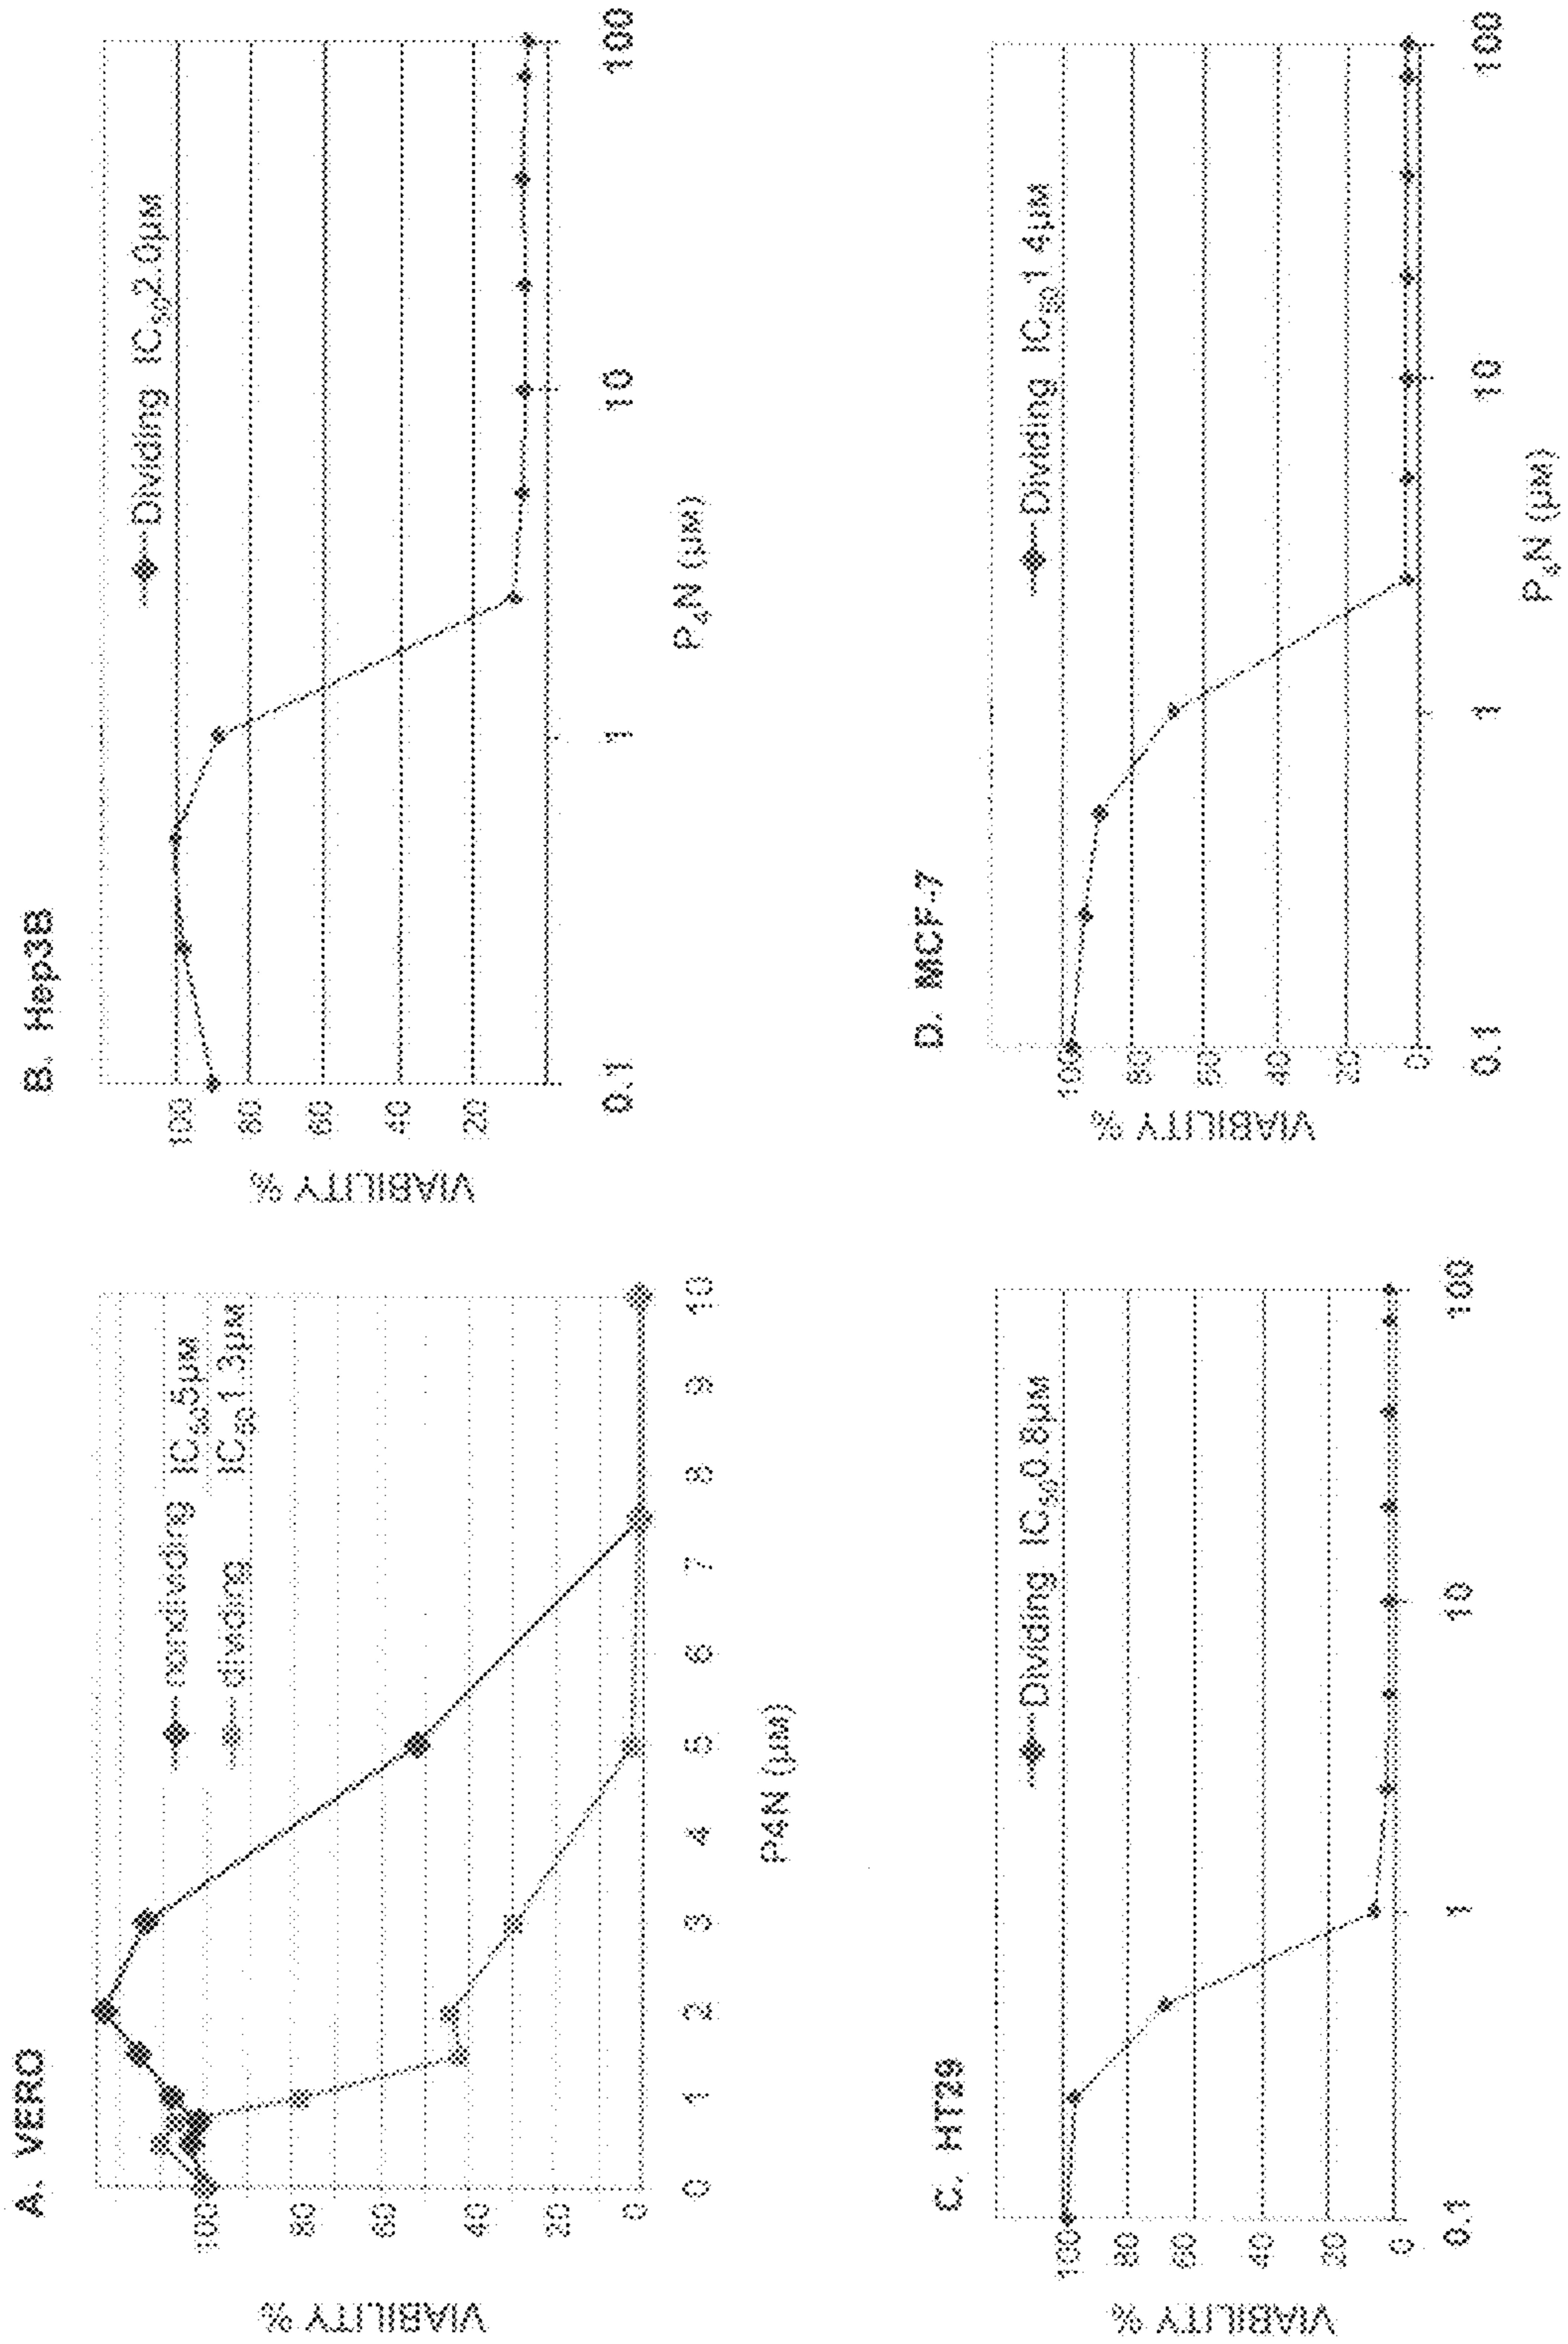 A. VERO
nondividing IC50 5µM
dividing IC50 1.3µM
VIABILITY %
100
80
60
40
20
0
0 1 2 3 4 5 6 7 8 9 10
P4N (µM)
B. Hep3B
Dividing IC50 2.0µM
VIABILITY %
100
80
60
40
20
0.1 1 10 100
P4N (µM)
C. HT29
Dividing IC50 0.8µM
VIABILITY %
100
80
60
40
20
0
0.1 1 10 100
D. MCF-7
Dividing IC50 1.4µM
VIABILITY %
100
80
60
40
20
0
0.1 1 10 100
P4N (µM)